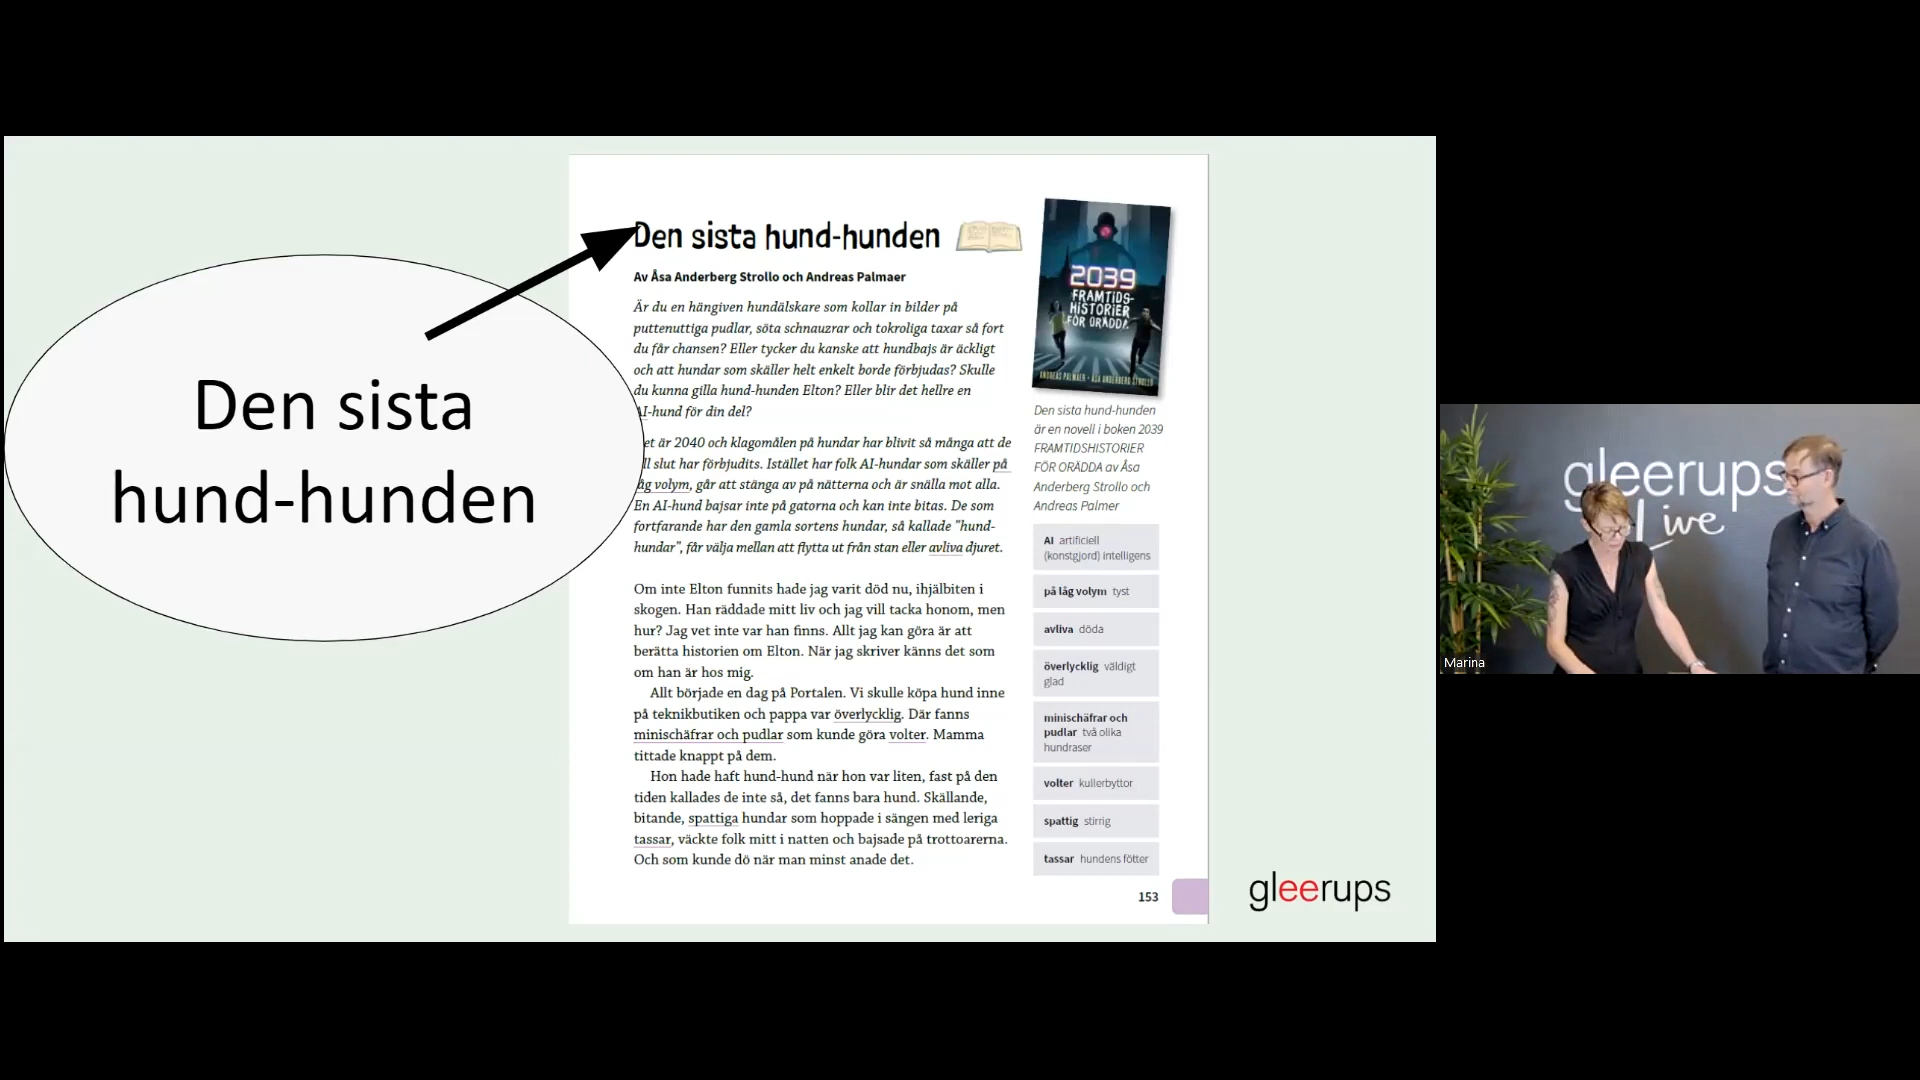 Den sista
hund-hunden
Den sista hund-hunden
Av Åsa Anderberg Strollo och Andreas Palmaer
Är du en hängiven hundälskare som kollar in bilder på
puttenuttiga pudlar, söta schnauzrar och tokroliga taxar så fort
du får chansen? Eller tycker du kanske att hundbajs är äckligt
och att hundar som skäller helt enkelt borde förbjudas? Skulle
du kunna gilla hund-hunden Elton? Eller blir det hellre en
AI-hund för din del?
et är 2040 och klagomålen på hundar har blivit så många att de
ll slut har förbjudits. Istället har folk AI-hundar som skäller på
åg volym, går att stänga av på nätterna och är snälla mot alla.
En AI-hund bajsar inte på gatorna och kan inte bitas. De som
fortfarande har den gamla sortens hundar, så kallade "hund-
hundar", får välja mellan att flytta ut från stan eller avliva djuret.
Om inte Elton funnits hade jag varit död nu, ihjälbiten i
skogen. Han räddade mitt liv och jag vill tacka honom, men
hur? Jag vet inte var han finns. Allt jag kan göra är att
berätta historien om Elton. När jag skriver känns det som
om han är hos mig.
Allt började en dag på Portalen. Vi skulle köpa hund inne
på teknikbutiken och pappa var överlycklig. Där fanns
minischäfrar och pudlar som kunde göra volter. Mamma
tittade knappt på dem.
Hon hade haft hund-hund när hon var liten, fast på den
tiden kallades de inte så, det fanns bara hund. Skällande,
bitande, spattiga hundar som hoppade i sängen med leriga
tassar, väckte folk mitt i natten och bajsade på trottoarerna.
Och som kunde dö när man minst anade det.
2039
FRAMTIDS-
HISTORIER
FÖR ORÄDDA
ANDREAS PALMAER • ÅSA ANDERBERG STROLLO
Den sista hund-hunden
är en novell i boken 2039
FRAMTIDSHISTORIER
FÖR ORÄDDA av Åsa
Anderberg Strollo och
Andreas Palmer
AI artificiell
(konstgjord) intelligens
på låg volym tyst
avliva döda
överlycklig väldigt
glad
minischäfrar och
pudlar två olika
hundraser
volter kullerbyttor
spattig stirrig
tassar hundens fötter
153
gleerups
gleerups
Live
Marina